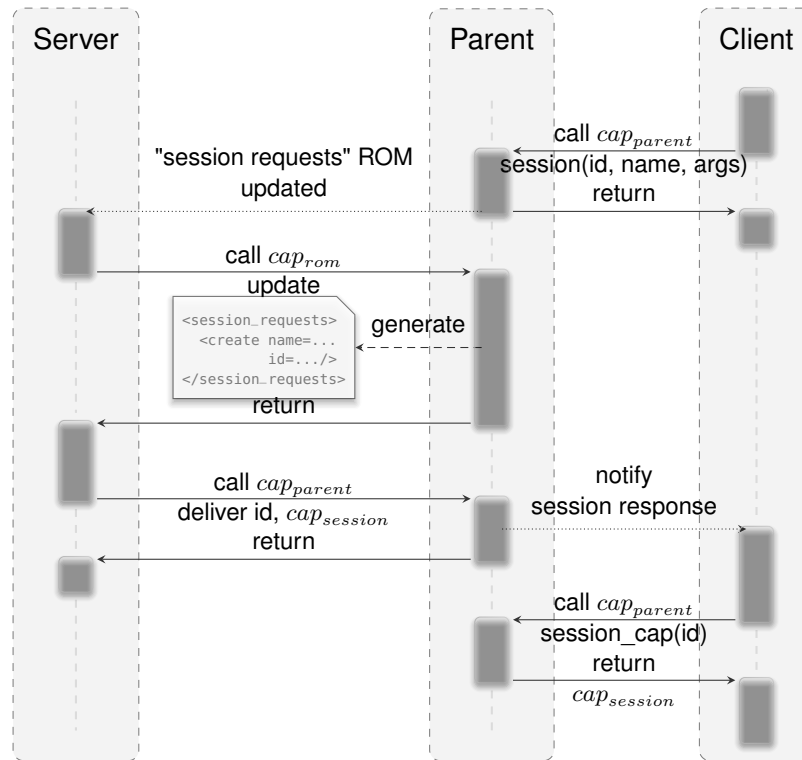 Server
Parent
Client
call cap_parent
session(id, name, args)
return
"session requests" ROM
updated
call cap_rom
update
<session_requests>
<create name=...
id=.../>
</session_requests>
generate
return
call cap_parent
deliver id, cap_session
return
notify
session response
call cap_parent
session_cap(id)
return
cap_session